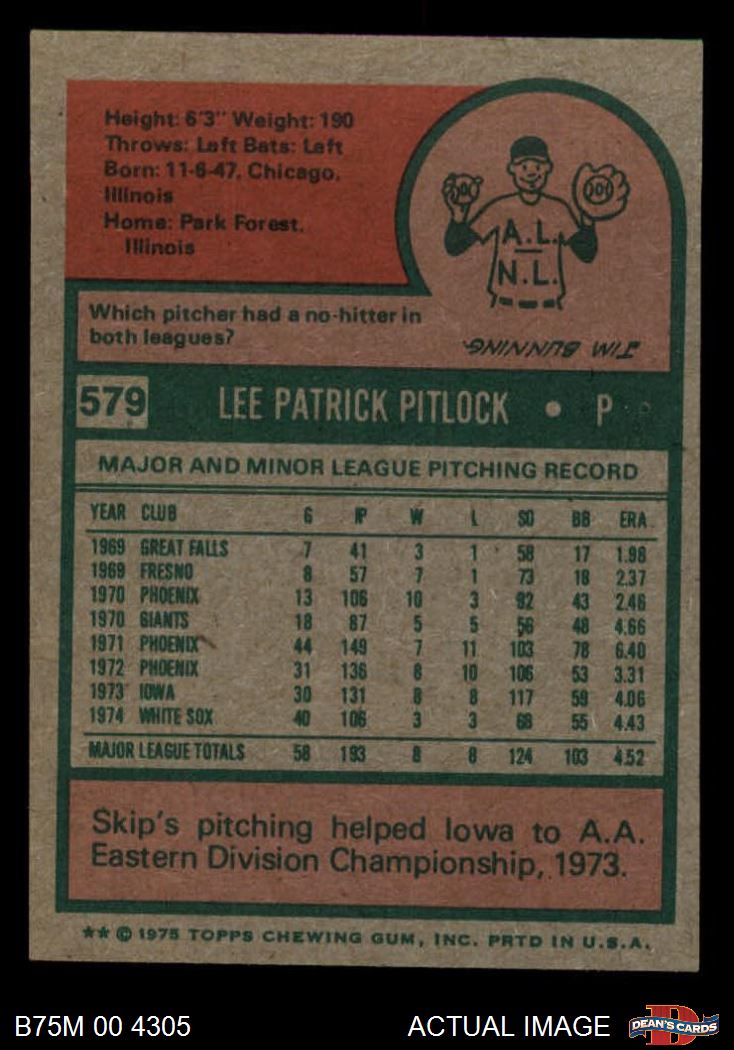 Height: 6'3" Weight: 190
Throws: Left Bats: Left
Born: 11-6-47, Chicago,
Illinois
Home: Park Forest,
Illinois
A.L.
N.L.
Which pitcher had a no-hitter in
both leagues?
JIM BUNNING.
579 LEE PATRICK PITLOCK • P
MAJOR AND MINOR LEAGUE PITCHING RECORD
YEAR CLUB G IP W L SO BB ERA
1969 GREAT FALLS 7 41 3 1 58 17 1.98
1969 FRESNO 8 57 7 1 73 18 2.37
1970 PHOENIX 13 106 10 3 92 43 2.46
1970 GIANTS 18 87 5 5 56 48 4.66
1971 PHOENIX 44 149 7 11 103 78 6.40
1972 PHOENIX 31 136 8 10 106 53 3.31
1973 IOWA 30 131 8 8 117 59 4.06
1974 WHITE SOX 40 106 3 3 68 55 4.43
MAJOR LEAGUE TOTALS 58 193 8 8 124 103 4.52
Skip's pitching helped Iowa to A.A.
Eastern Division Championship, 1973.
** © 1975 TOPPS CHEWING GUM, INC. PRTD IN U.S.A.
B75M 00 4305 ACTUAL IMAGE DEAN'S CARDS